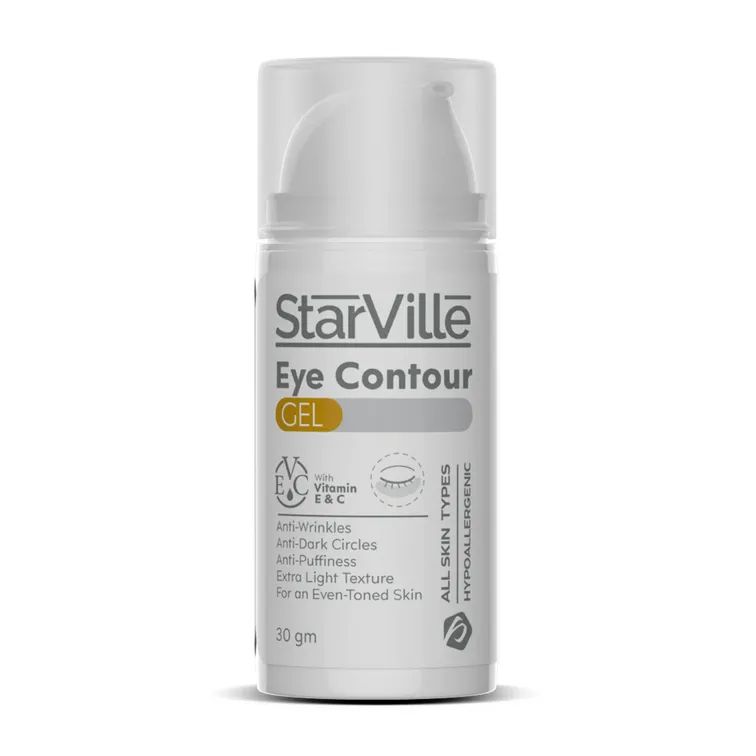 StarVille
Eye Contour
GEL
EVC
With
Vitamin
E & C
Anti-Wrinkles
Anti-Dark Circles
Anti-Puffiness
Extra Light Texture
For an Even-Toned Skin
30 gm
ALL SKIN TYPES
HYPOALLERGENIC